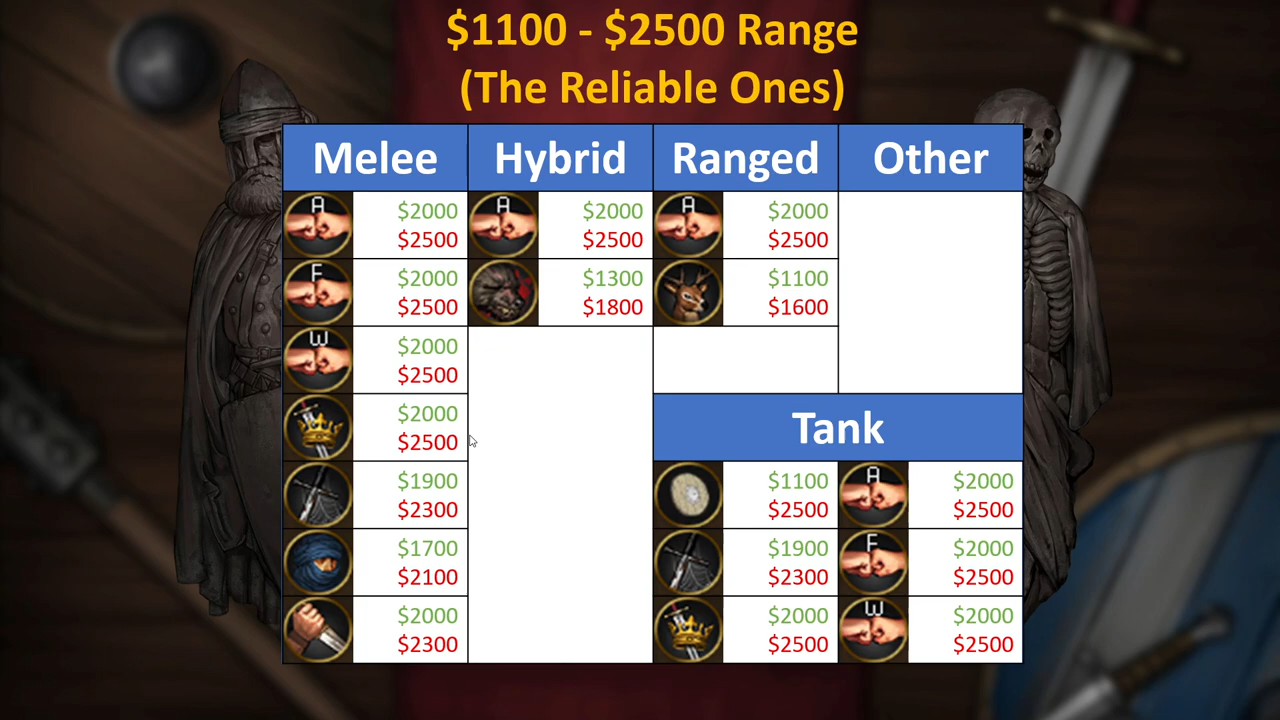 $1100 - $2500 Range
(The Reliable Ones)
Melee Hybrid Ranged Other
A $2000 A $2000 A $2000
$2500 $2500 $2500
F $2000 $1300 $1100
$2500 $1800 $1600
W $2000
$2500
$2000
$2500
Tank
$1900 $1100 A $2000
$2300 $2500 $2500
$1700 $1900 F $2000
$2100 $2300 $2500
$2000 $2000 W $2000
$2300 $2500 $2500